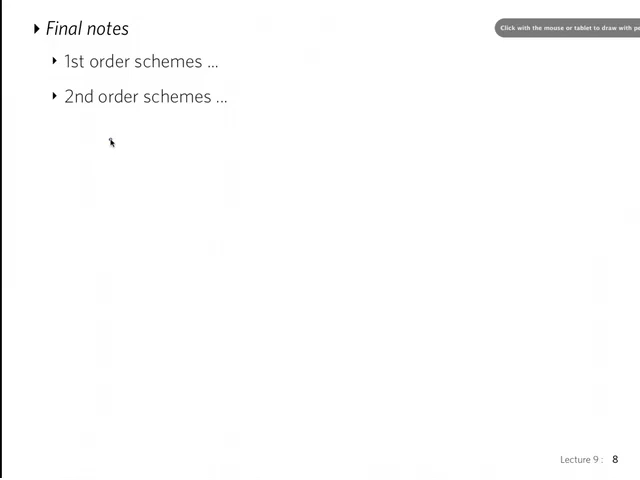 Final notes
1st order schemes ...
2nd order schemes ...
Click with the mouse or tablet to draw with pe
Lecture 9 : 8